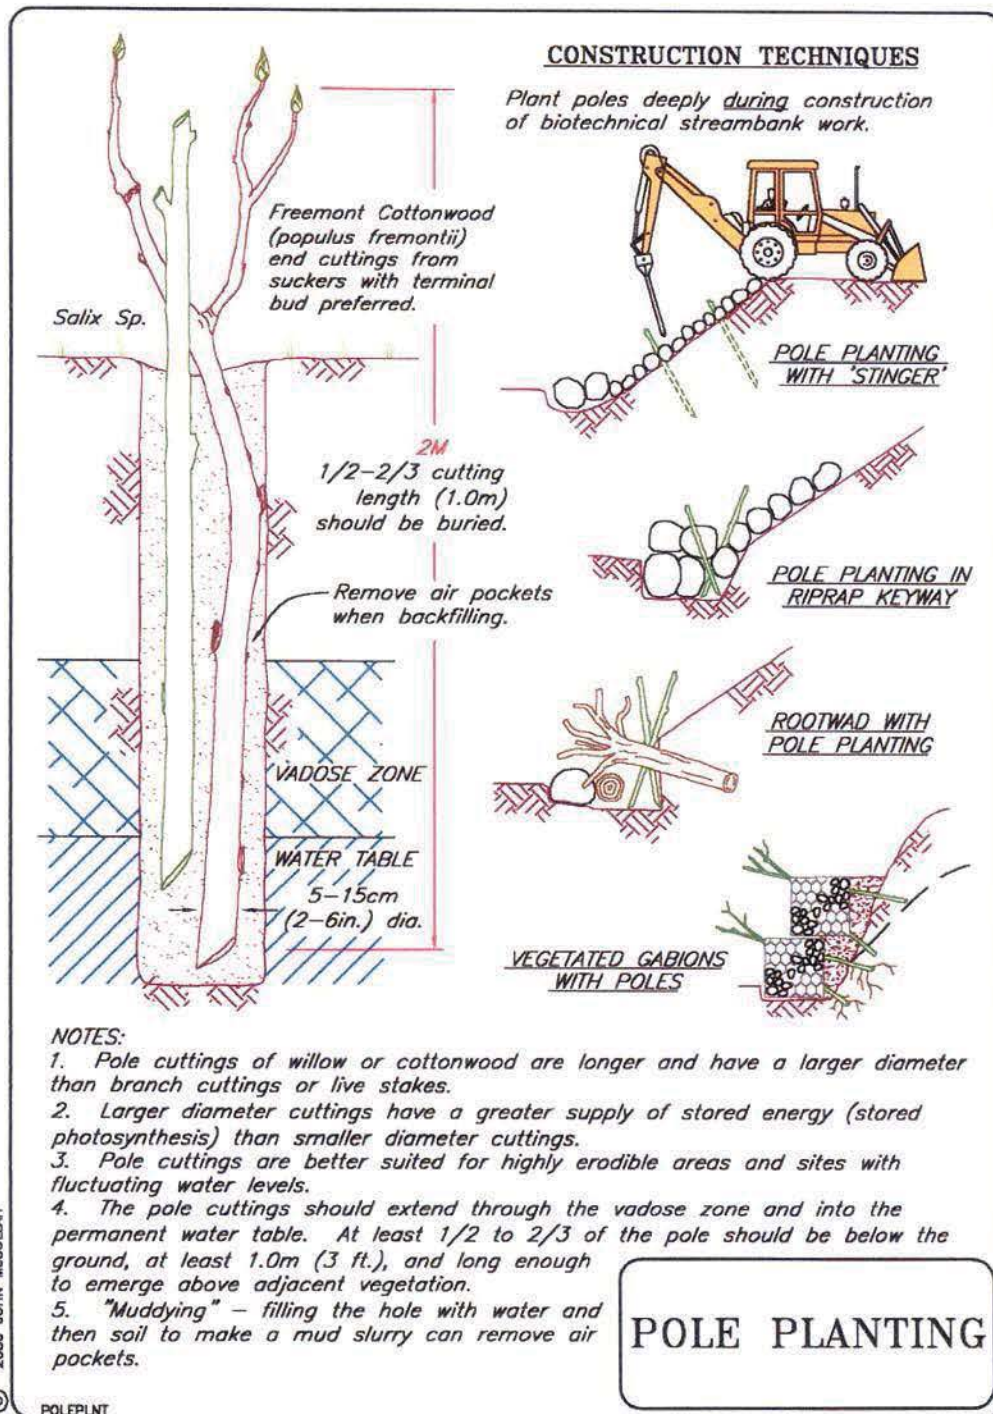 CONSTRUCTION TECHNIQUES
Plant poles deeply during construction
of biotechnical streambank work.
Freemont Cottonwood
(populus fremontii)
end cuttings from
suckers with terminal
bud preferred.
Salix Sp.
POLE PLANTING
WITH 'STINGER'
2M
1/2-2/3 cutting
length (1.0m)
should be buried.
POLE PLANTING IN
RIPRAP KEYWAY
Remove air pockets
when backfilling.
ROOTWAD WITH
POLE PLANTING
VADOSE ZONE
WATER TABLE
5-15cm
(2-6in.) dia.
VEGETATED GABIONS
WITH POLES
NOTES:
1. Pole cuttings of willow or cottonwood are longer and have a larger diameter
than branch cuttings or live stakes.
2. Larger diameter cuttings have a greater supply of stored energy (stored
photosynthesis) than smaller diameter cuttings.
3. Pole cuttings are better suited for highly erodible areas and sites with
fluctuating water levels.
4. The pole cuttings should extend through the vadose zone and into the
permanent water table. At least 1/2 to 2/3 of the pole should be below the
ground, at least 1.0m (3 ft.), and long enough
to emerge above adjacent vegetation.
5. "Muddying" - filling the hole with water and
then soil to make a mud slurry can remove air
pockets.
POLE PLANTING
POLEPLNT